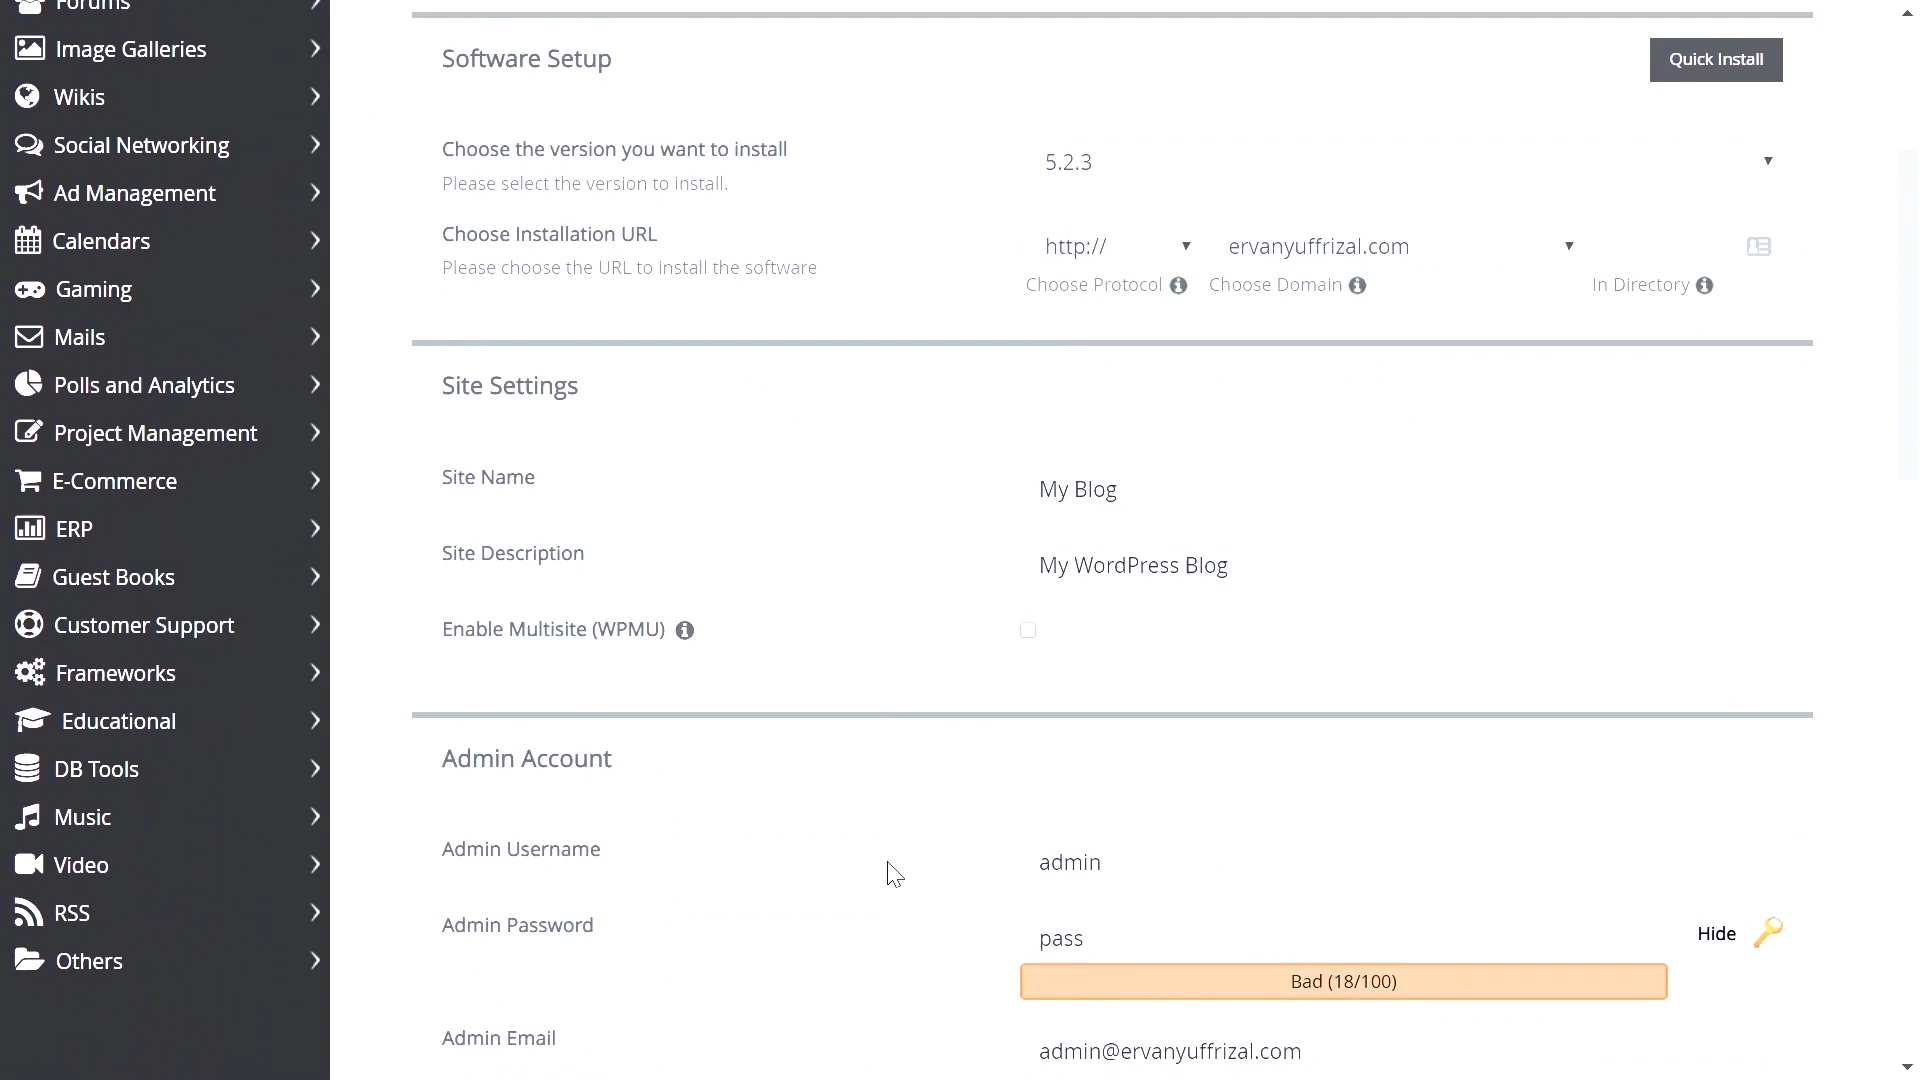 Forums
Image Galleries
Wikis
Social Networking
Ad Management
Calendars
Gaming
Mails
Polls and Analytics
Project Management
E-Commerce
ERP
Guest Books
Customer Support
Frameworks
Educational
DB Tools
Music
Video
RSS
Others
Software Setup
Quick Install
Choose the version you want to install
Please select the version to install.
5.2.3
Choose Installation URL
Please choose the URL to install the software
http://
ervanyuffrizal.com
Choose Protocol
Choose Domain
In Directory
Site Settings
Site Name
My Blog
Site Description
My WordPress Blog
Enable Multisite (WPMU)
Admin Account
Admin Username
admin
Admin Password
pass
Hide
Bad (18/100)
Admin Email
admin@ervanyuffrizal.com